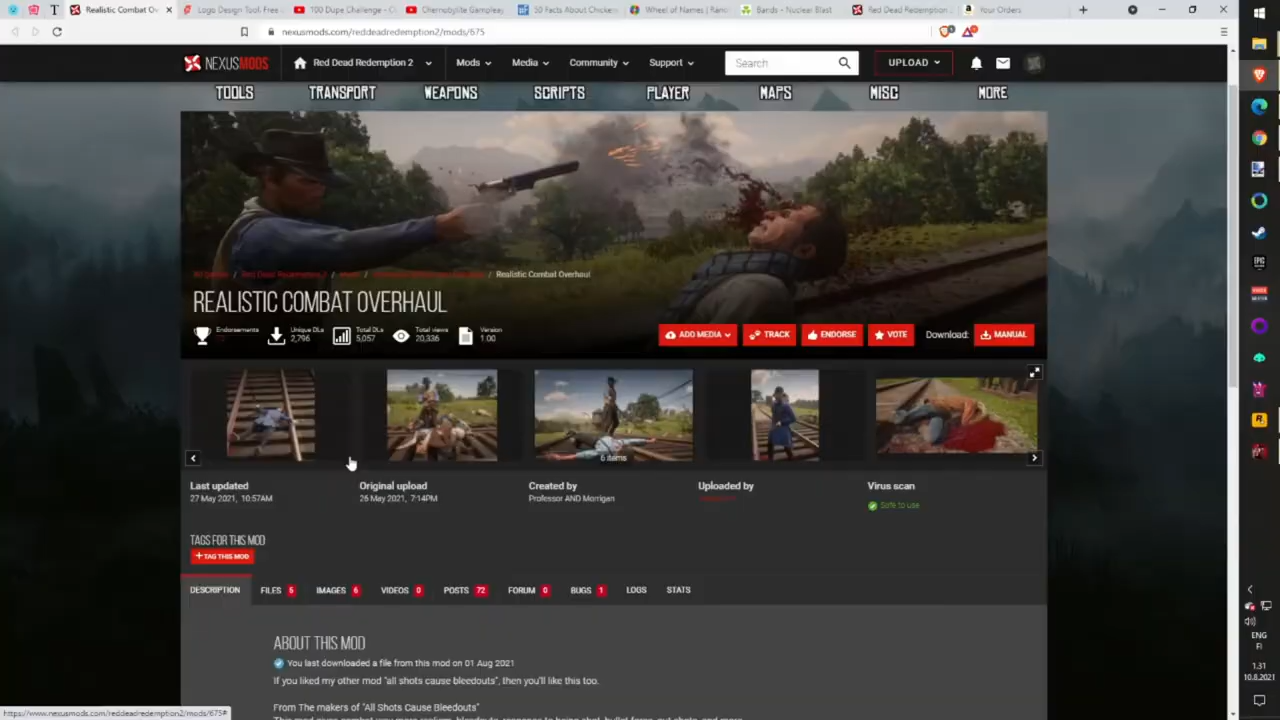 Realistic Combat Ov
Logo Design Tool: Free
100 Dupe Challenge - C
Chernobylite Gameplay
50 Facts About Chicken
Wheel of Names | Ran
Bands - Nuclear Blast
Red Dead Redemption
Your Orders
nexusmods.com/reddeadredemption2/mods/675
NEXUSMODS
Red Dead Redemption 2
Mods
Media
Community
Support
Search
UPLOAD
TOOLS
TRANSPORT
WEAPONS
SCRIPTS
PLAYER
MAPS
MISC
MORE
/ Red Dead Redemption 2 / / / Realistic Combat Overhaul
REALISTIC COMBAT OVERHAUL
Endorsements
Unique DLs
2,796
Total DLs
5,057
Total views
20,336
Version
1.00
ADD MEDIA
TRACK
ENDORSE
VOTE
Download:
MANUAL
6 items
Last updated
27 May 2021, 10:57AM
Original upload
26 May 2021, 7:14PM
Created by
Professor AND Morrigan
Uploaded by
Virus scan
Safe to use
TAGS FOR THIS MOD
+ TAG THIS MOD
DESCRIPTION
FILES 5
IMAGES 6
VIDEOS 0
POSTS 72
FORUM 0
BUGS 1
LOGS
STATS
ABOUT THIS MOD
You last downloaded a file from this mod on 01 Aug 2021
If you liked my other mod "all shots cause bleedouts", then you'll like this too.
From The makers of "All Shots Cause Bleedouts"
https://www.nexusmods.com/reddeadredemption2/mods/675#
ENG
FI
1.31
10.8.2021